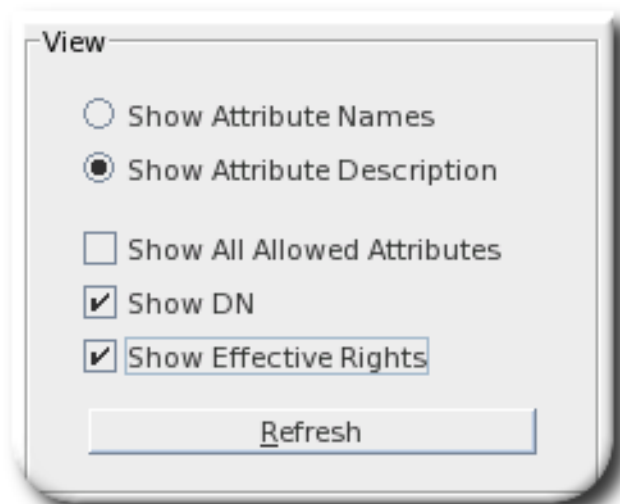 View
Show Attribute Names
Show Attribute Description
Show All Allowed Attributes
Show DN
Show Effective Rights
Refresh